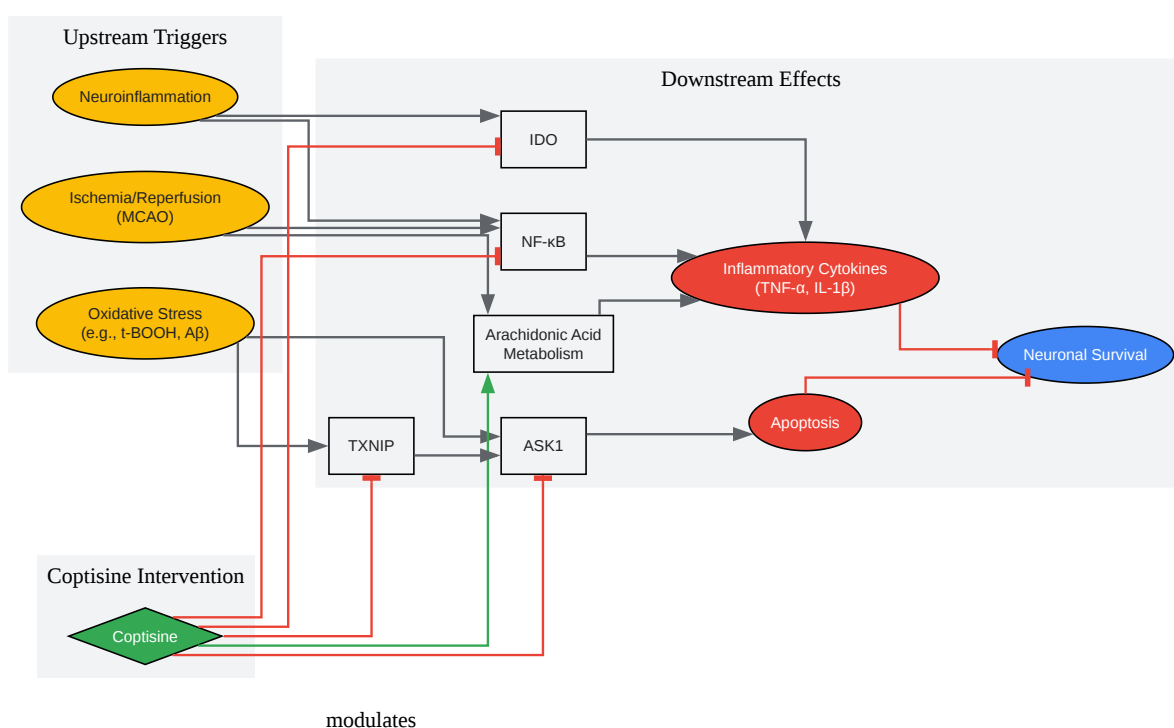 Upstream Triggers
Neuroinflammation
Ischemia/Reperfusion
(MCAO)
Oxidative Stress
(e.g., t-BOOH, Aβ)
Downstream Effects
IDO
NF-κB
Arachidonic Acid
Metabolism
TXNIP
ASK1
Inflammatory Cytokines
(TNF-α, IL-1β)
Apoptosis
Neuronal Survival
Coptisine Intervention
Coptisine
modulates